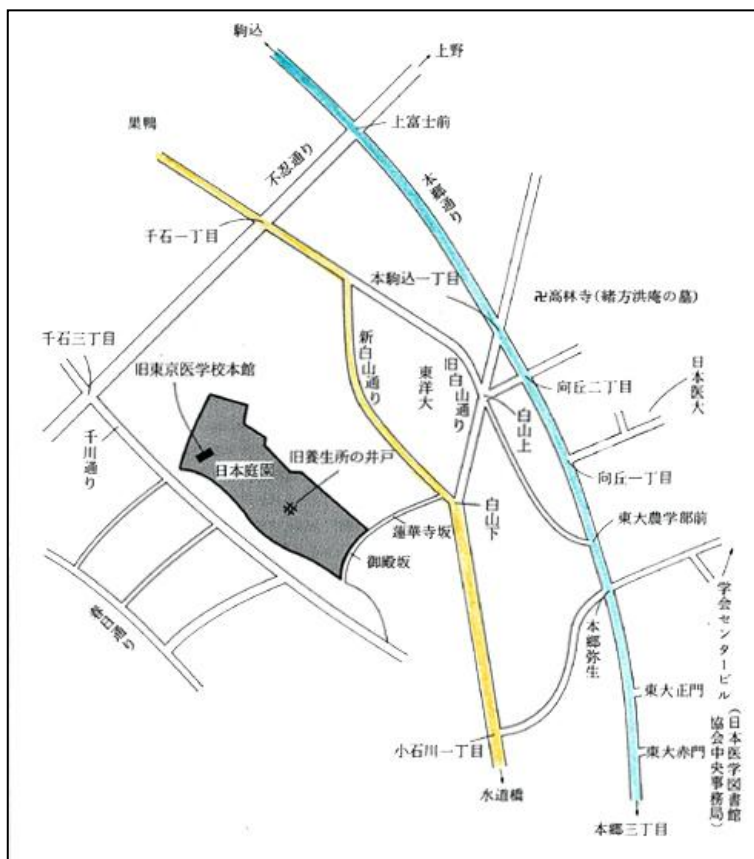 駒込
上野
巣鴨
上富士前
不忍通り
本郷通り
千石一丁目
本駒込一丁目
卍高林寺(緒方洪庵の墓)
千石三丁目
旧東京医学校本館
新白山通り
東洋大
旧白山通り
白山上
向丘二丁目
日本医大
千川通り
日本庭園
旧養生所の井戸
向丘一丁目
白山下
蓮華寺坂
東大農学部前
御殿坂
春日通り
本郷弥生
学会センタービル
(日本医学図書館
協会中央事務局)
東大正門
小石川一丁目
東大赤門
水道橋
本郷三丁目